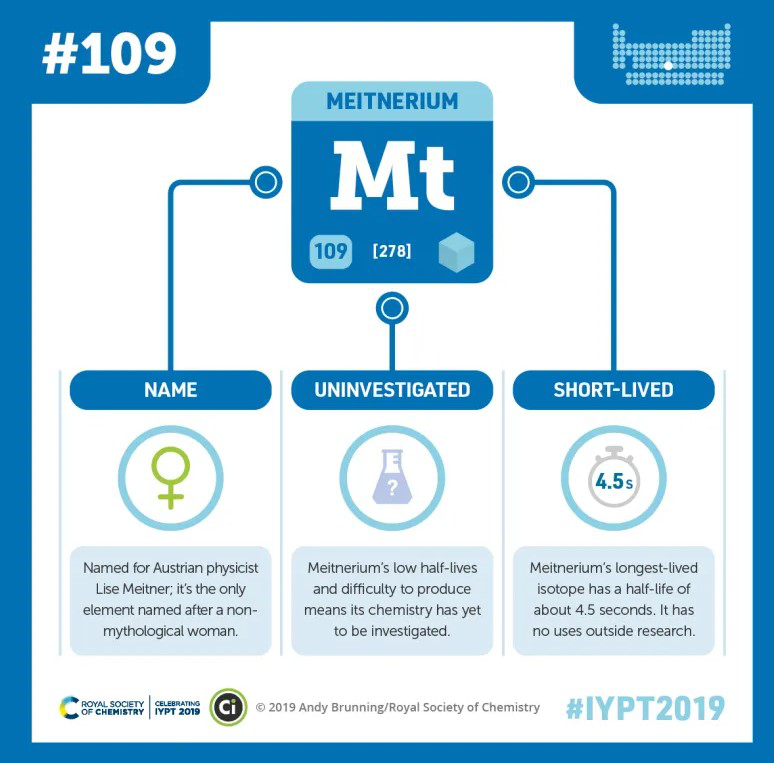 #109
MEITNERIUM
Mt
109 [278]
NAME
Named for Austrian physicist
Lise Meitner; it's the only
element named after a non-
mythological woman.
UNINVESTIGATED
?
Meitnerium's low half-lives
and difficulty to produce
means its chemistry has yet
to be investigated.
SHORT-LIVED
4.5s
Meitnerium's longest-lived
isotope has a half-life of
about 4.5 seconds. It has
no uses outside research.
ROYAL SOCIETY
OF CHEMISTRY
CELEBRATING
IYPT 2019
Ci
© 2019 Andy Brunning/Royal Society of Chemistry
#IYPT2019